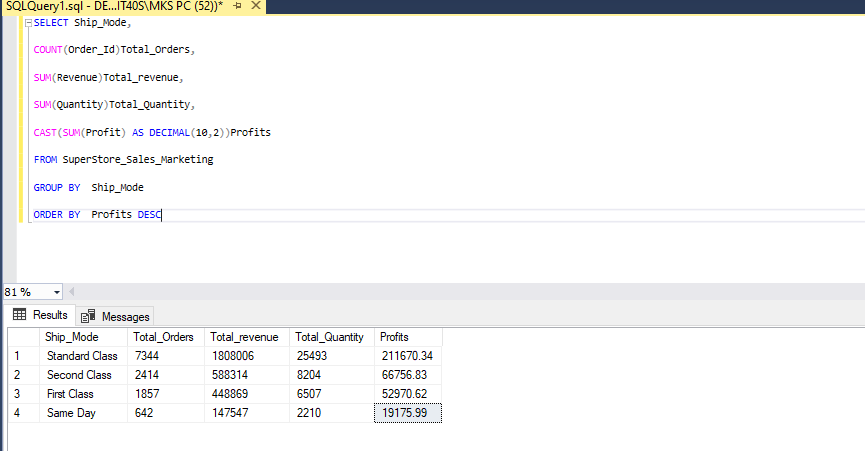 SQLQuery1.sql - DE...IT40S\MKS PC (52))*
SELECT Ship_Mode,
COUNT(Order_Id)Total_Orders,
SUM(Revenue)Total_revenue,
SUM(Quantity)Total_Quantity,
CAST(SUM(Profit) AS DECIMAL(10,2))Profits
FROM SuperStore_Sales_Marketing
GROUP BY  Ship_Mode
ORDER BY  Profits DESC
81 %
Results Messages
Ship_Mode Total_Orders Total_revenue Total_Quantity Profits
1 Standard Class 7344 1808006 25493 211670.34
2 Second Class 2414 588314 8204 66756.83
3 First Class 1857 448869 6507 52970.62
4 Same Day 642 147547 2210 19175.99